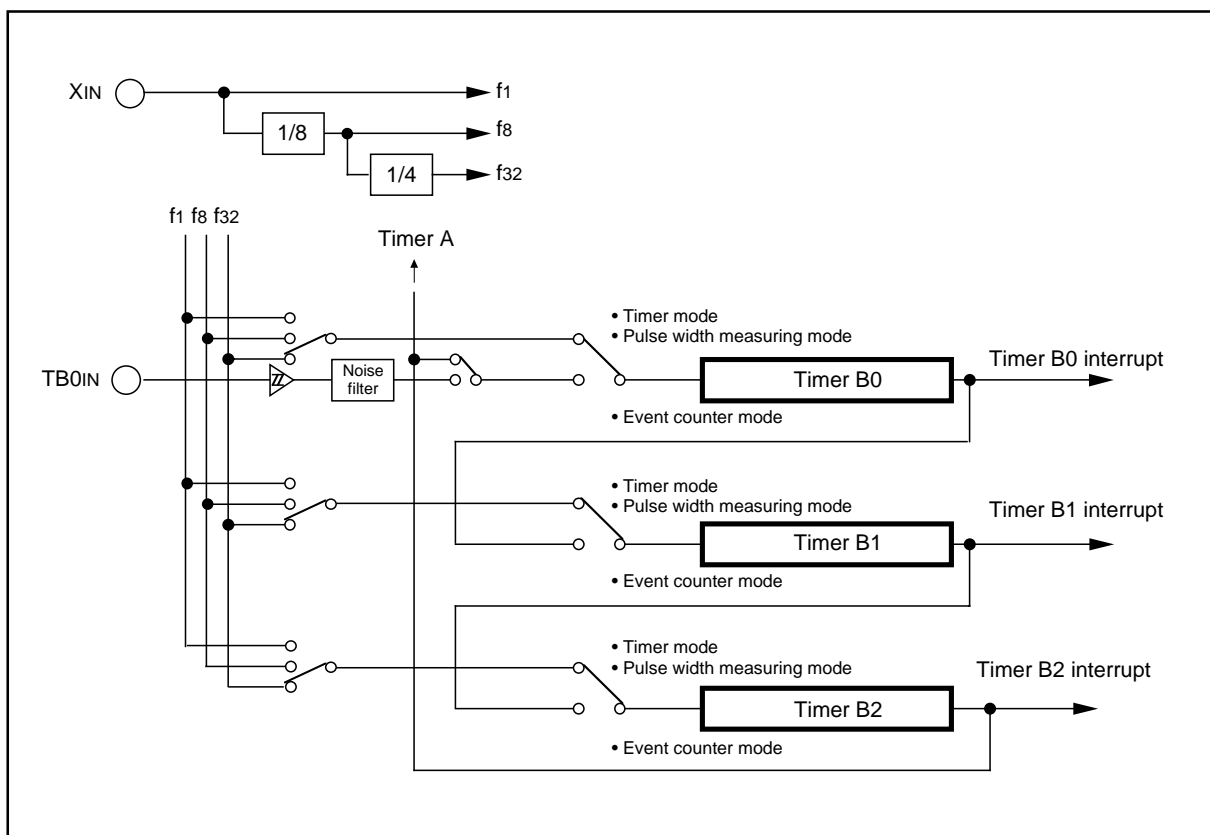 XIN
f1
1/8
f8
1/4
f32
f1 f8 f32
Timer A
• Timer mode
• Pulse width measuring mode
TB0IN
Noise
filter
Timer B0
Timer B0 interrupt
• Event counter mode
• Timer mode
• Pulse width measuring mode
Timer B1
Timer B1 interrupt
• Event counter mode
• Timer mode
• Pulse width measuring mode
Timer B2
Timer B2 interrupt
• Event counter mode